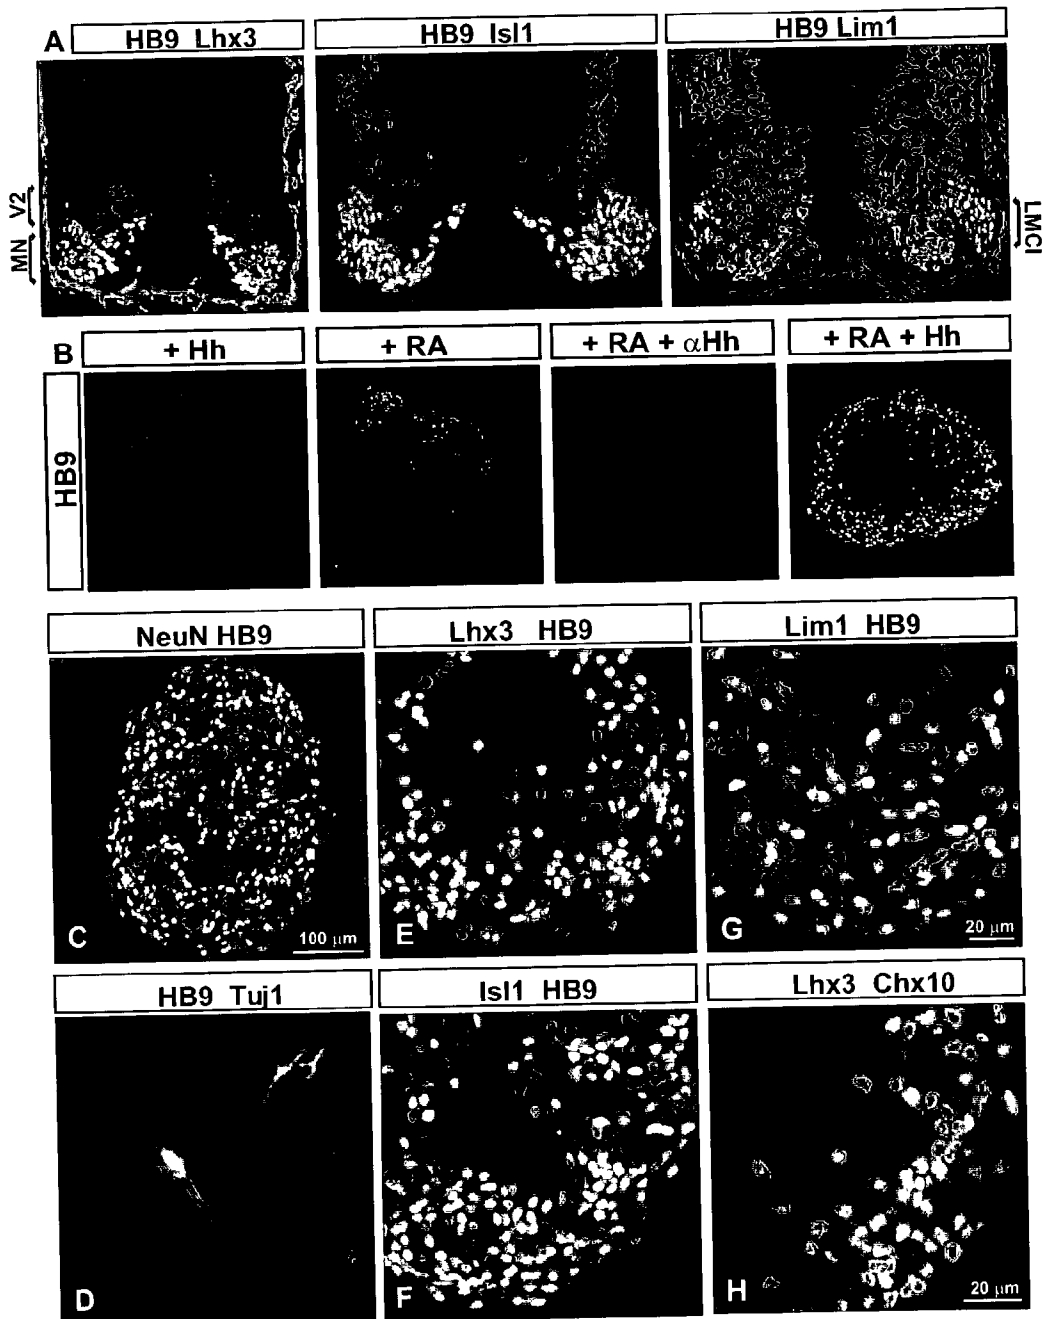 A
HB9 Lhx3
HB9 Isl1
HB9 Lim1
V2
MN
LMCl
B
+ Hh
+ RA
+ RA + αHh
+ RA + Hh
HB9
NeuN HB9
Lhx3 HB9
Lim1 HB9
C
100 μm
E
G
20 μm
HB9 Tuj1
Isl1 HB9
Lhx3 Chx10
D
F
H
20 μm